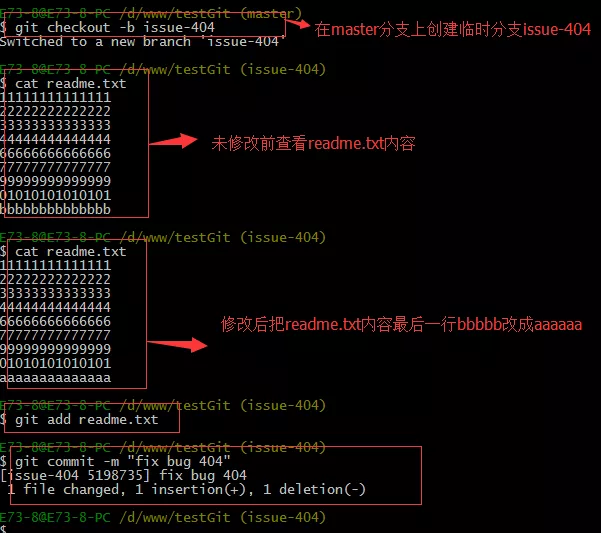 E73-8@E73-8-PC /d/www/testGit (master)
$ git checkout -b issue-404
在master分支上创建临时分支issue-404
Switched to a new branch 'issue-404'
E73-8@E73-8-PC /d/www/testGit (issue-404)
$ cat readme.txt
11111111111111
22222222222222
33333333333333
44444444444444
未修改前查看readme.txt内容
66666666666666
77777777777777
99999999999999
01010101010101
bbbbbbbbbbbbbb
E73-8@E73-8-PC /d/www/testGit (issue-404)
$ cat readme.txt
11111111111111
22222222222222
33333333333333
44444444444444
66666666666666
修改后把readme.txt内容最后一行bbbbb改成aaaaaa
77777777777777
99999999999999
01010101010101
aaaaaaaaaaaaaa
E73-8@E73-8-PC /d/www/testGit (issue-404)
$ git add readme.txt
E73-8@E73-8-PC /d/www/testGit (issue-404)
$ git commit -m "fix bug 404"
[issue-404 5198735] fix bug 404
1 file changed, 1 insertion(+), 1 deletion(-)
E73-8@E73-8-PC /d/www/testGit (issue-404)
$